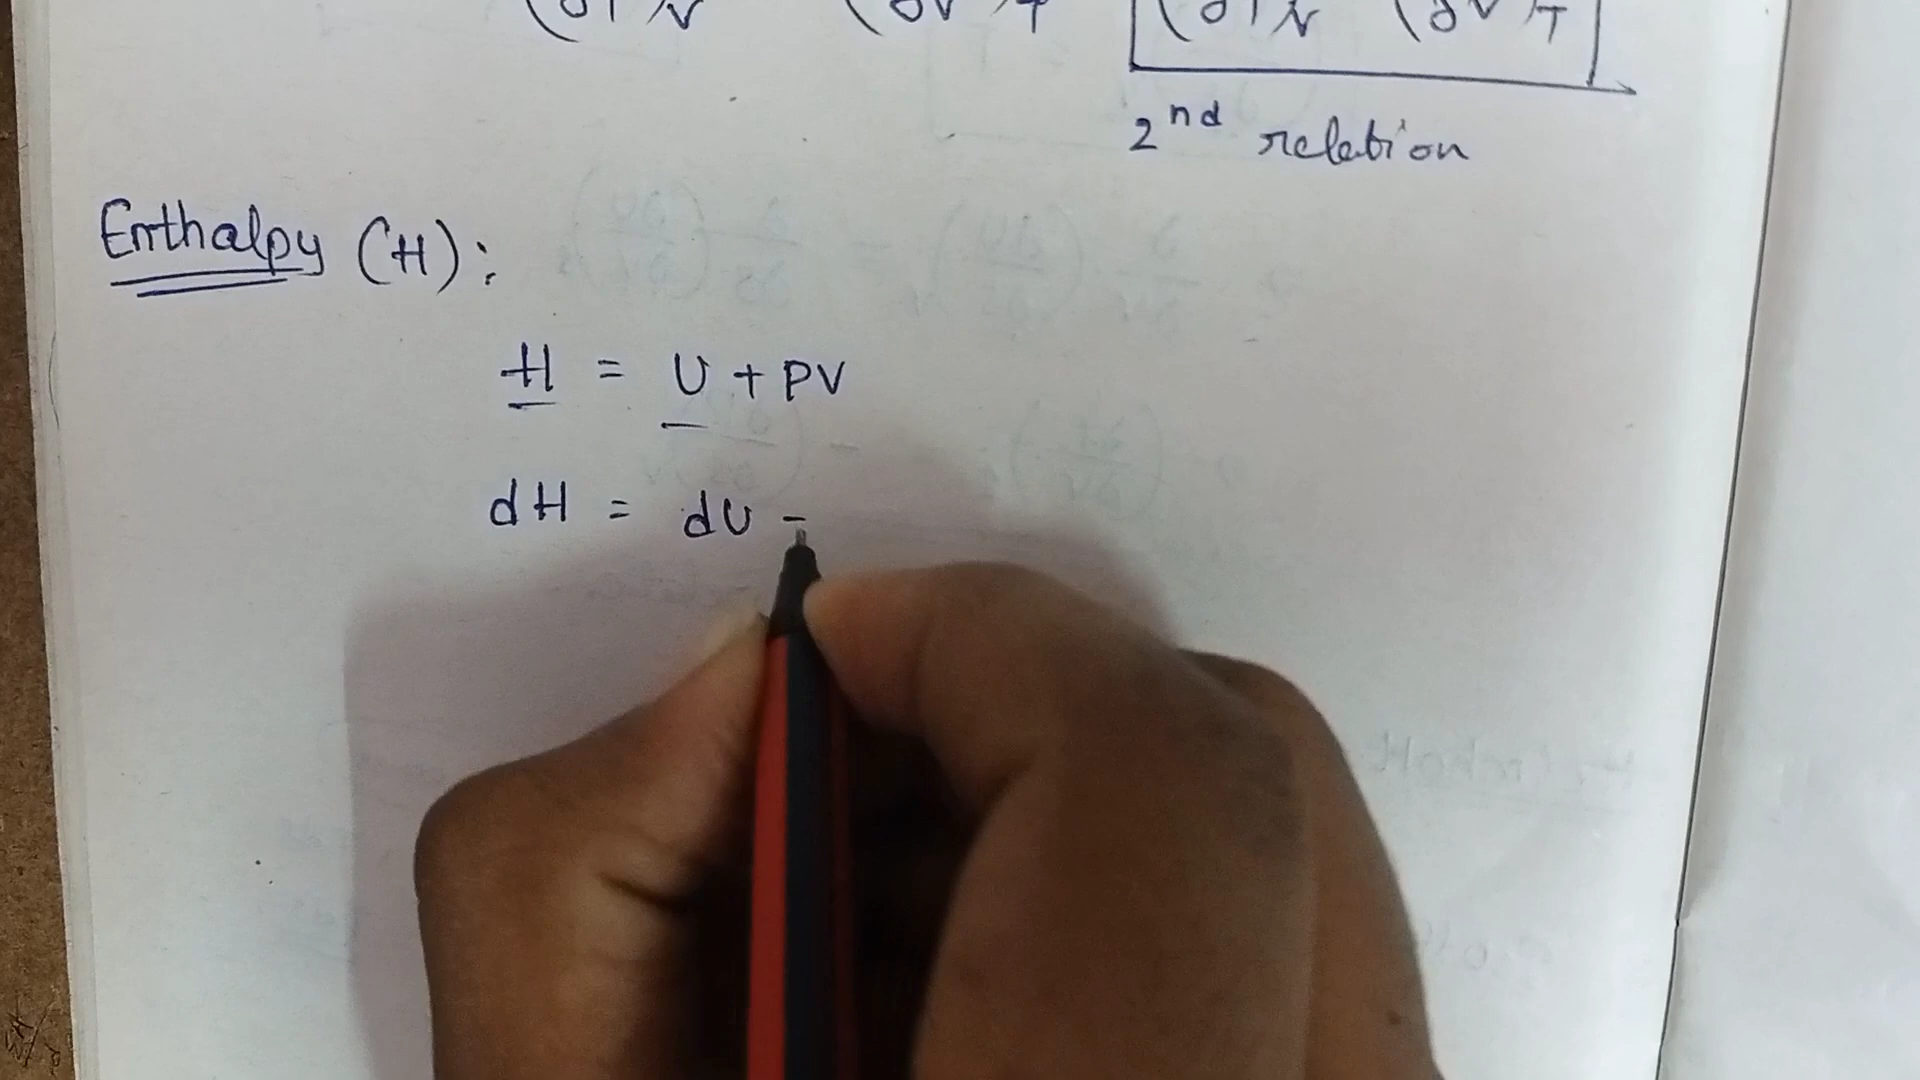 2nd relation
Enthalpy (H):
H = U + PV
dH = dU -